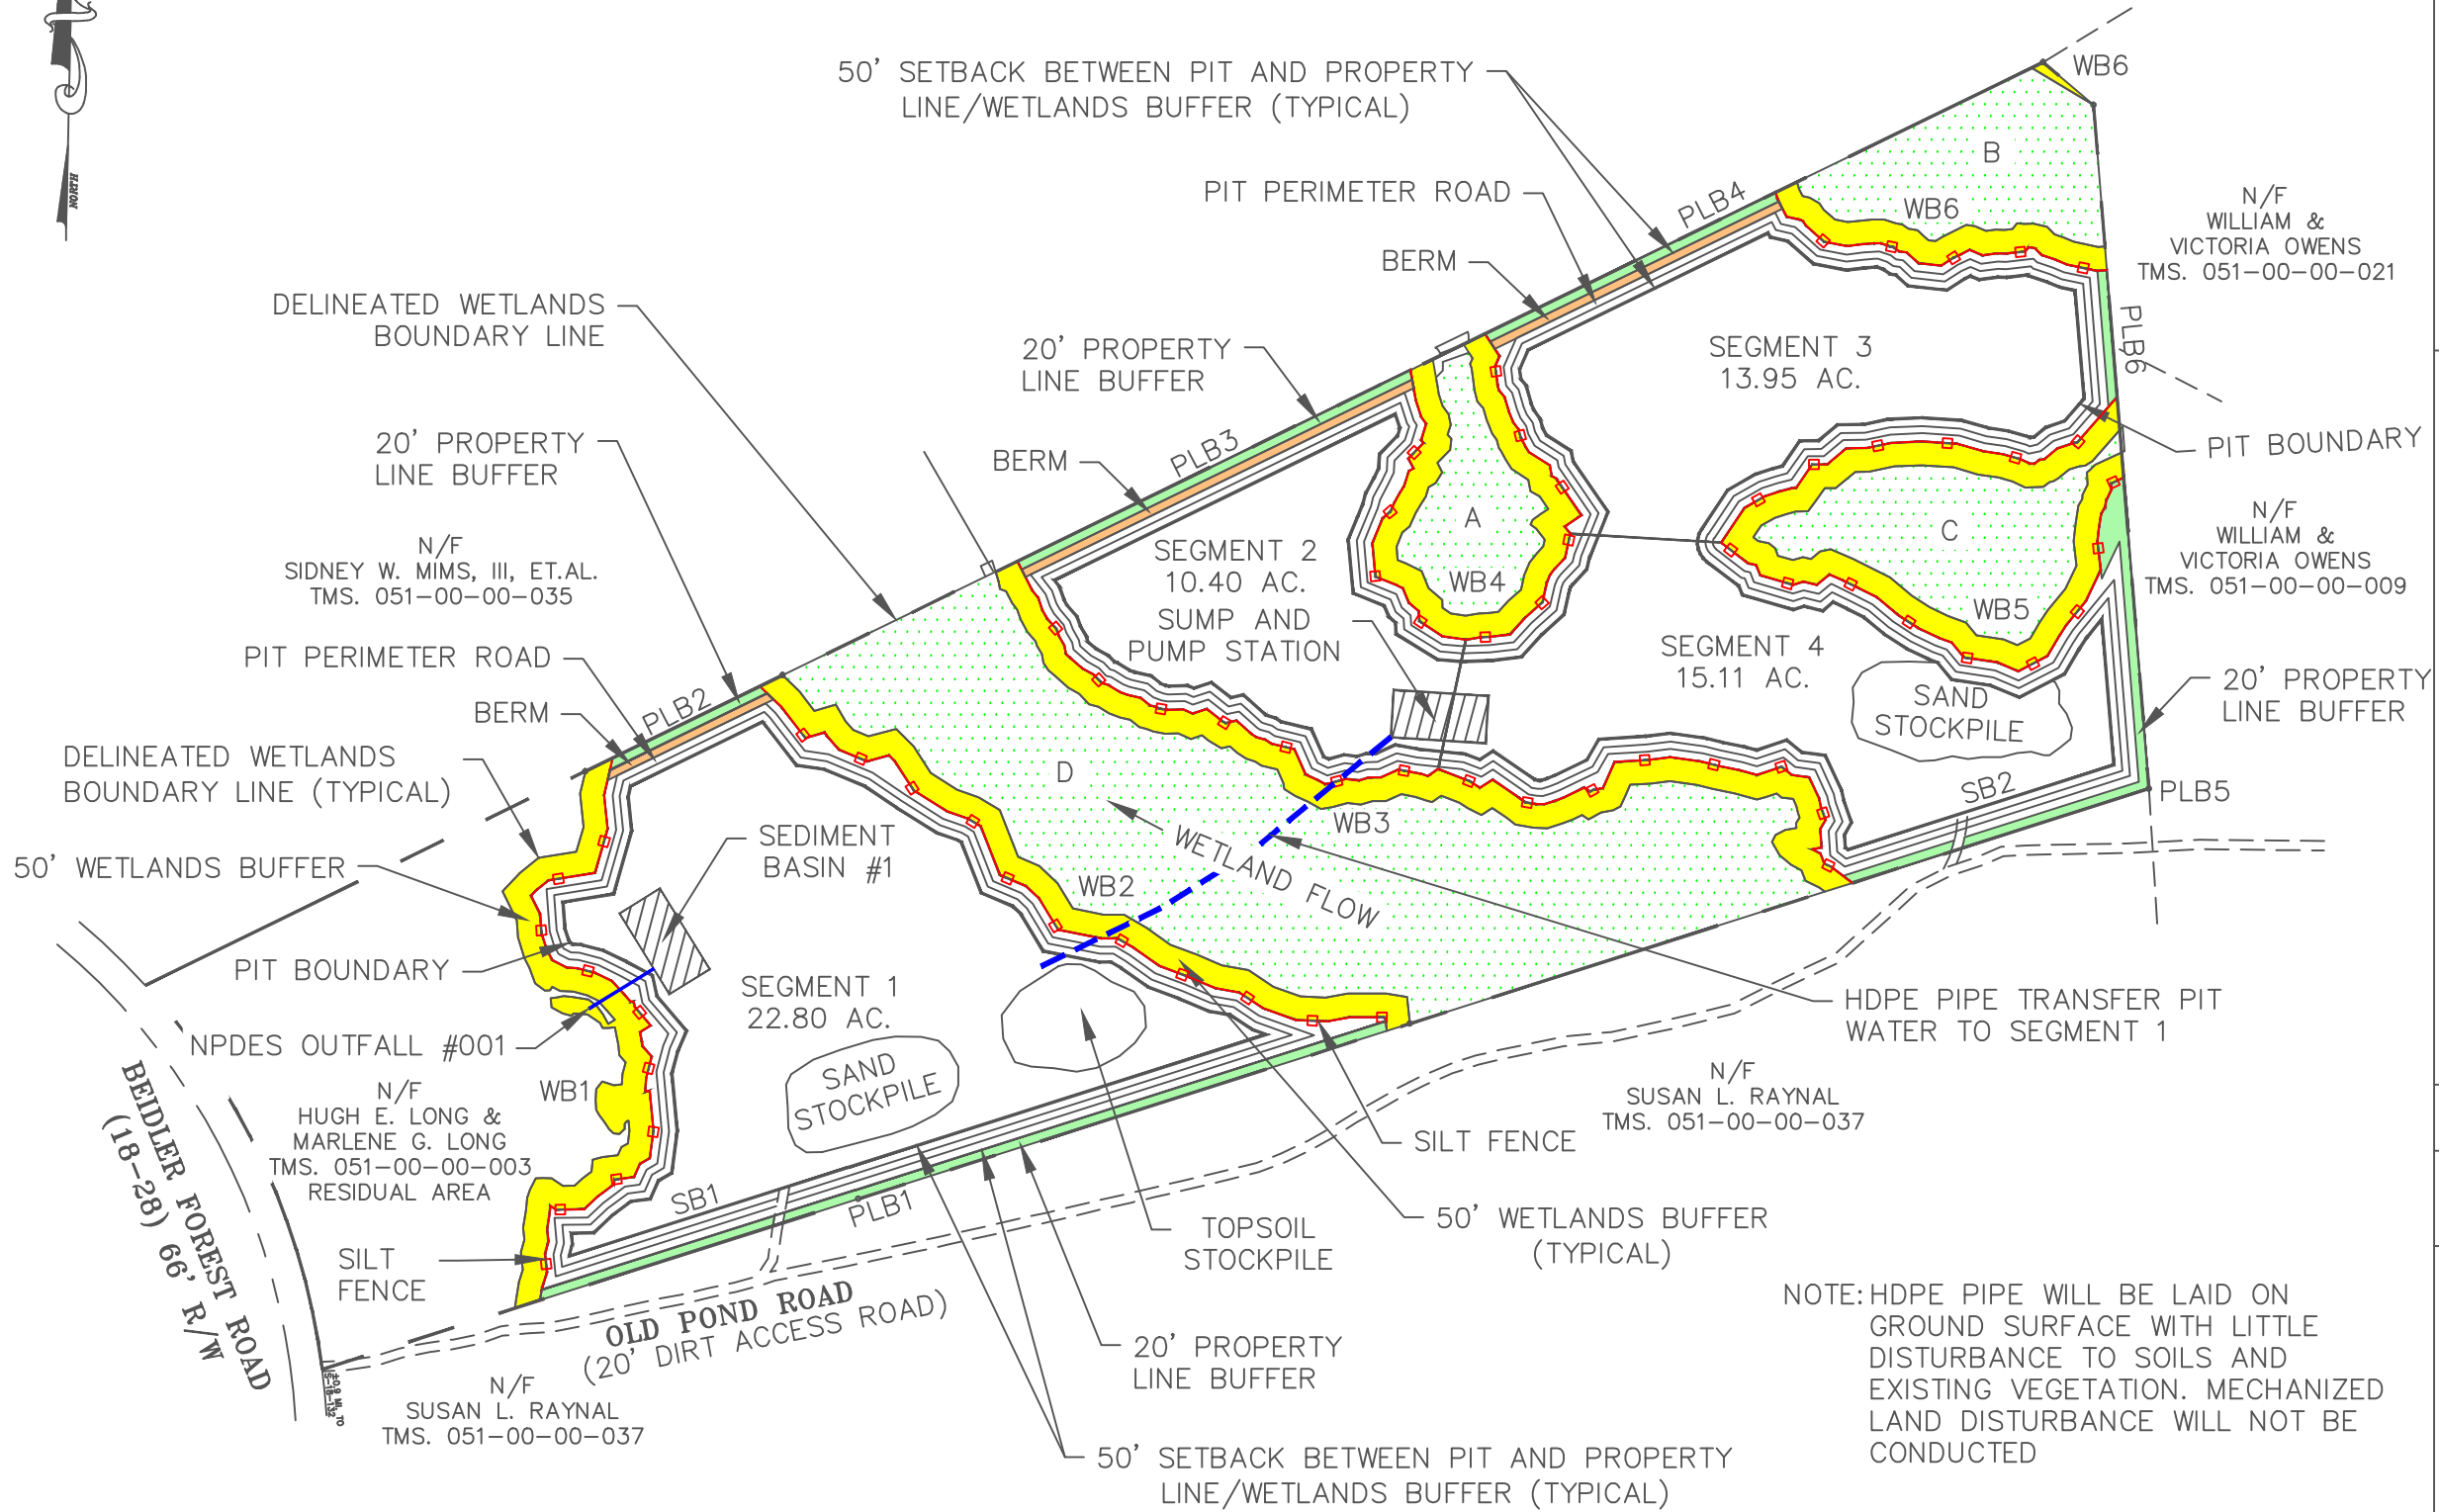 NORTH
50' SETBACK BETWEEN PIT AND PROPERTY
LINE/WETLANDS BUFFER (TYPICAL)
WB6
B
PIT PERIMETER ROAD
PLB4
WB6
N/F
WILLIAM &
VICTORIA OWENS
TMS. 051-00-00-021
BERM
DELINEATED WETLANDS
BOUNDARY LINE
20' PROPERTY
LINE BUFFER
SEGMENT 3
13.95 AC.
PLB6
20' PROPERTY
LINE BUFFER
BERM
PLB3
PIT BOUNDARY
N/F
SIDNEY W. MIMS, III, ET.AL.
TMS. 051-00-00-035
SEGMENT 2
10.40 AC.
A
WB4
C
WB5
N/F
WILLIAM &
VICTORIA OWENS
TMS. 051-00-00-009
SUMP AND
PUMP STATION
SEGMENT 4
15.11 AC.
PIT PERIMETER ROAD
BERM
PLB2
SAND
STOCKPILE
20' PROPERTY
LINE BUFFER
DELINEATED WETLANDS
BOUNDARY LINE (TYPICAL)
D
SB2
PLB5
50' WETLANDS BUFFER
SEDIMENT
BASIN #1
WB3
WETLAND FLOW
WB2
PIT BOUNDARY
SEGMENT 1
22.80 AC.
HDPE PIPE TRANSFER PIT
WATER TO SEGMENT 1
NPDES OUTFALL #001
SAND
STOCKPILE
WB1
N/F
HUGH E. LONG &
MARLENE G. LONG
TMS. 051-00-00-003
RESIDUAL AREA
N/F
SUSAN L. RAYNAL
TMS. 051-00-00-037
SILT FENCE
BEIDLER FOREST ROAD
(18-28) 66' R/W
SB1
PLB1
TOPSOIL
STOCKPILE
50' WETLANDS BUFFER
(TYPICAL)
SILT
FENCE
OLD POND ROAD
(20' DIRT ACCESS ROAD)
20' PROPERTY
LINE BUFFER
±0.9 MI. TO
S-18-132
N/F
SUSAN L. RAYNAL
TMS. 051-00-00-037
50' SETBACK BETWEEN PIT AND PROPERTY
LINE/WETLANDS BUFFER (TYPICAL)
NOTE: HDPE PIPE WILL BE LAID ON
GROUND SURFACE WITH LITTLE
DISTURBANCE TO SOILS AND
EXISTING VEGETATION. MECHANIZED
LAND DISTURBANCE WILL NOT BE
CONDUCTED